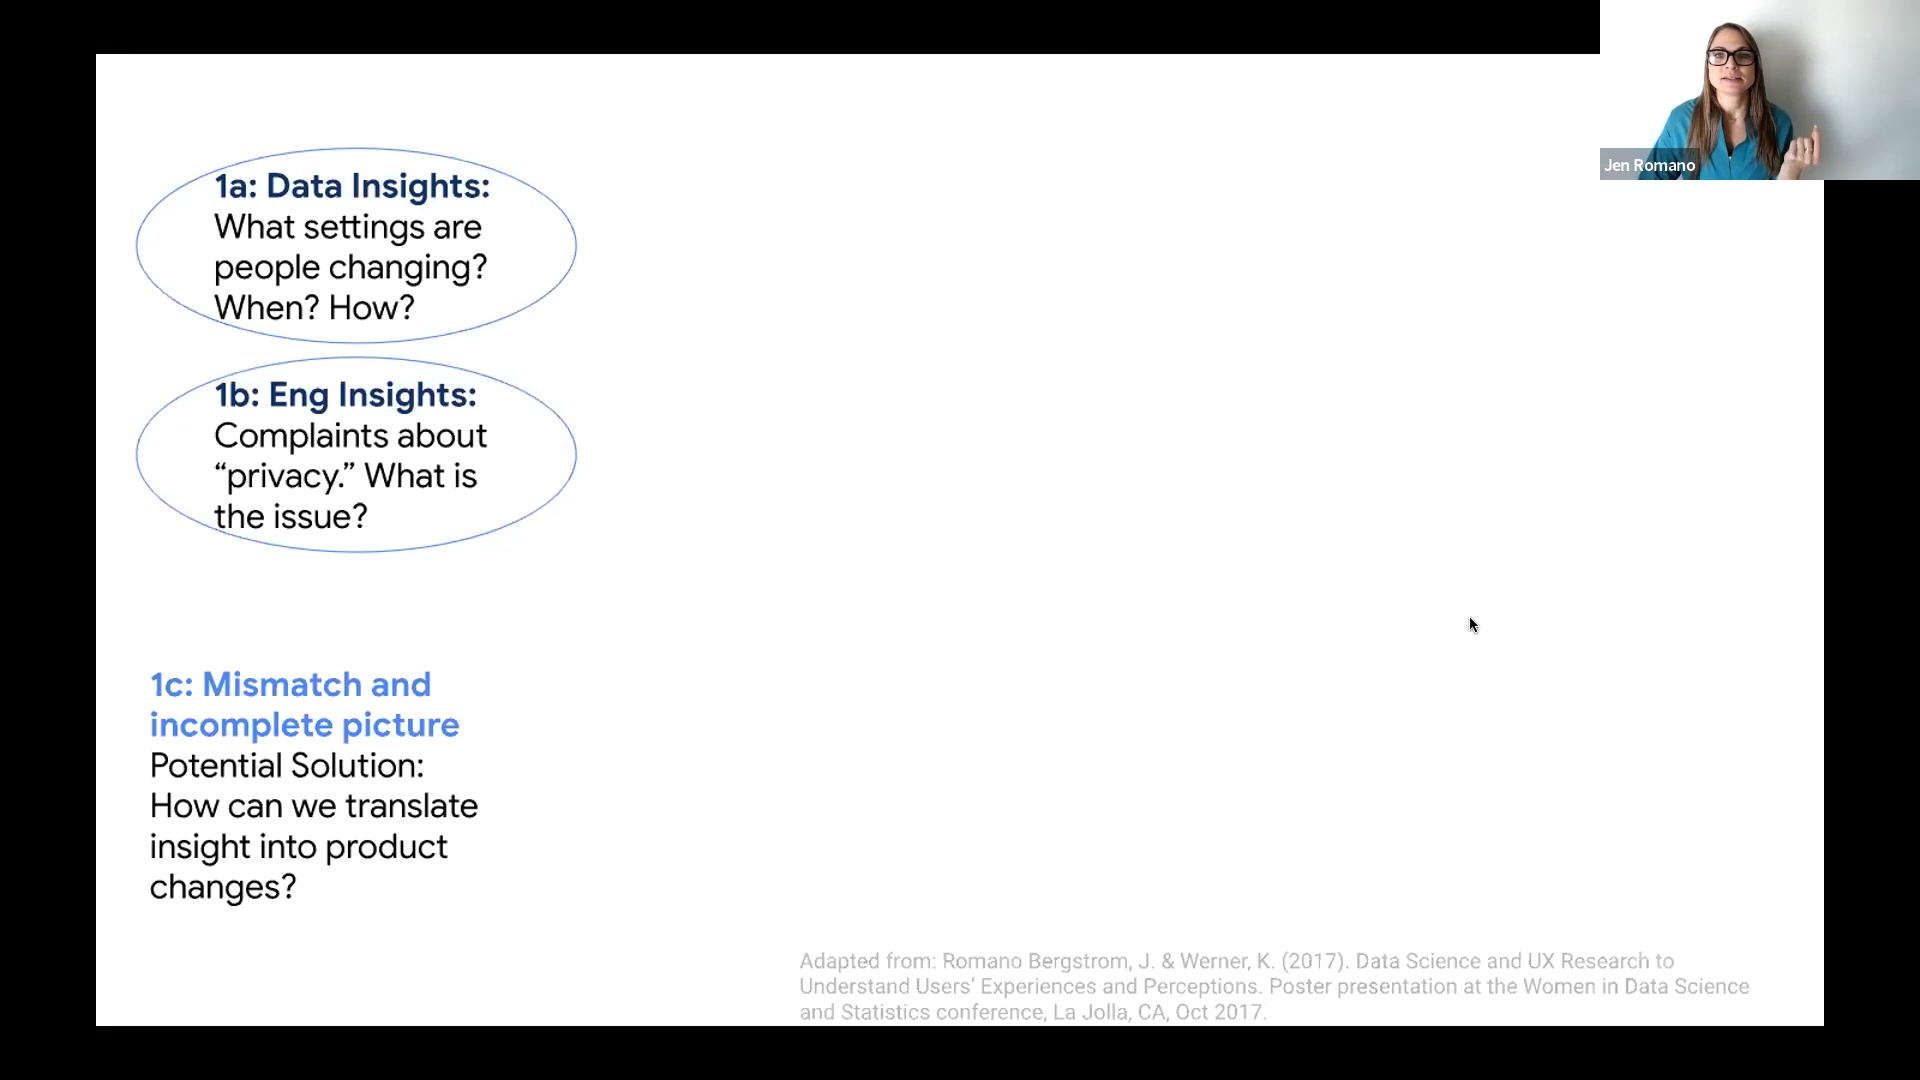 1a: Data Insights:
What settings are
people changing?
When? How?
1b: Eng Insights:
Complaints about
“privacy.” What is
the issue?
1c: Mismatch and
incomplete picture
Potential Solution:
How can we translate
insight into product
changes?
Adapted from: Romano Bergstrom, J. & Werner, K. (2017). Data Science and UX Research to
Understand Users’ Experiences and Perceptions. Poster presentation at the Women in Data Science
and Statistics conference, La Jolla, CA, Oct 2017.
Jen Romano